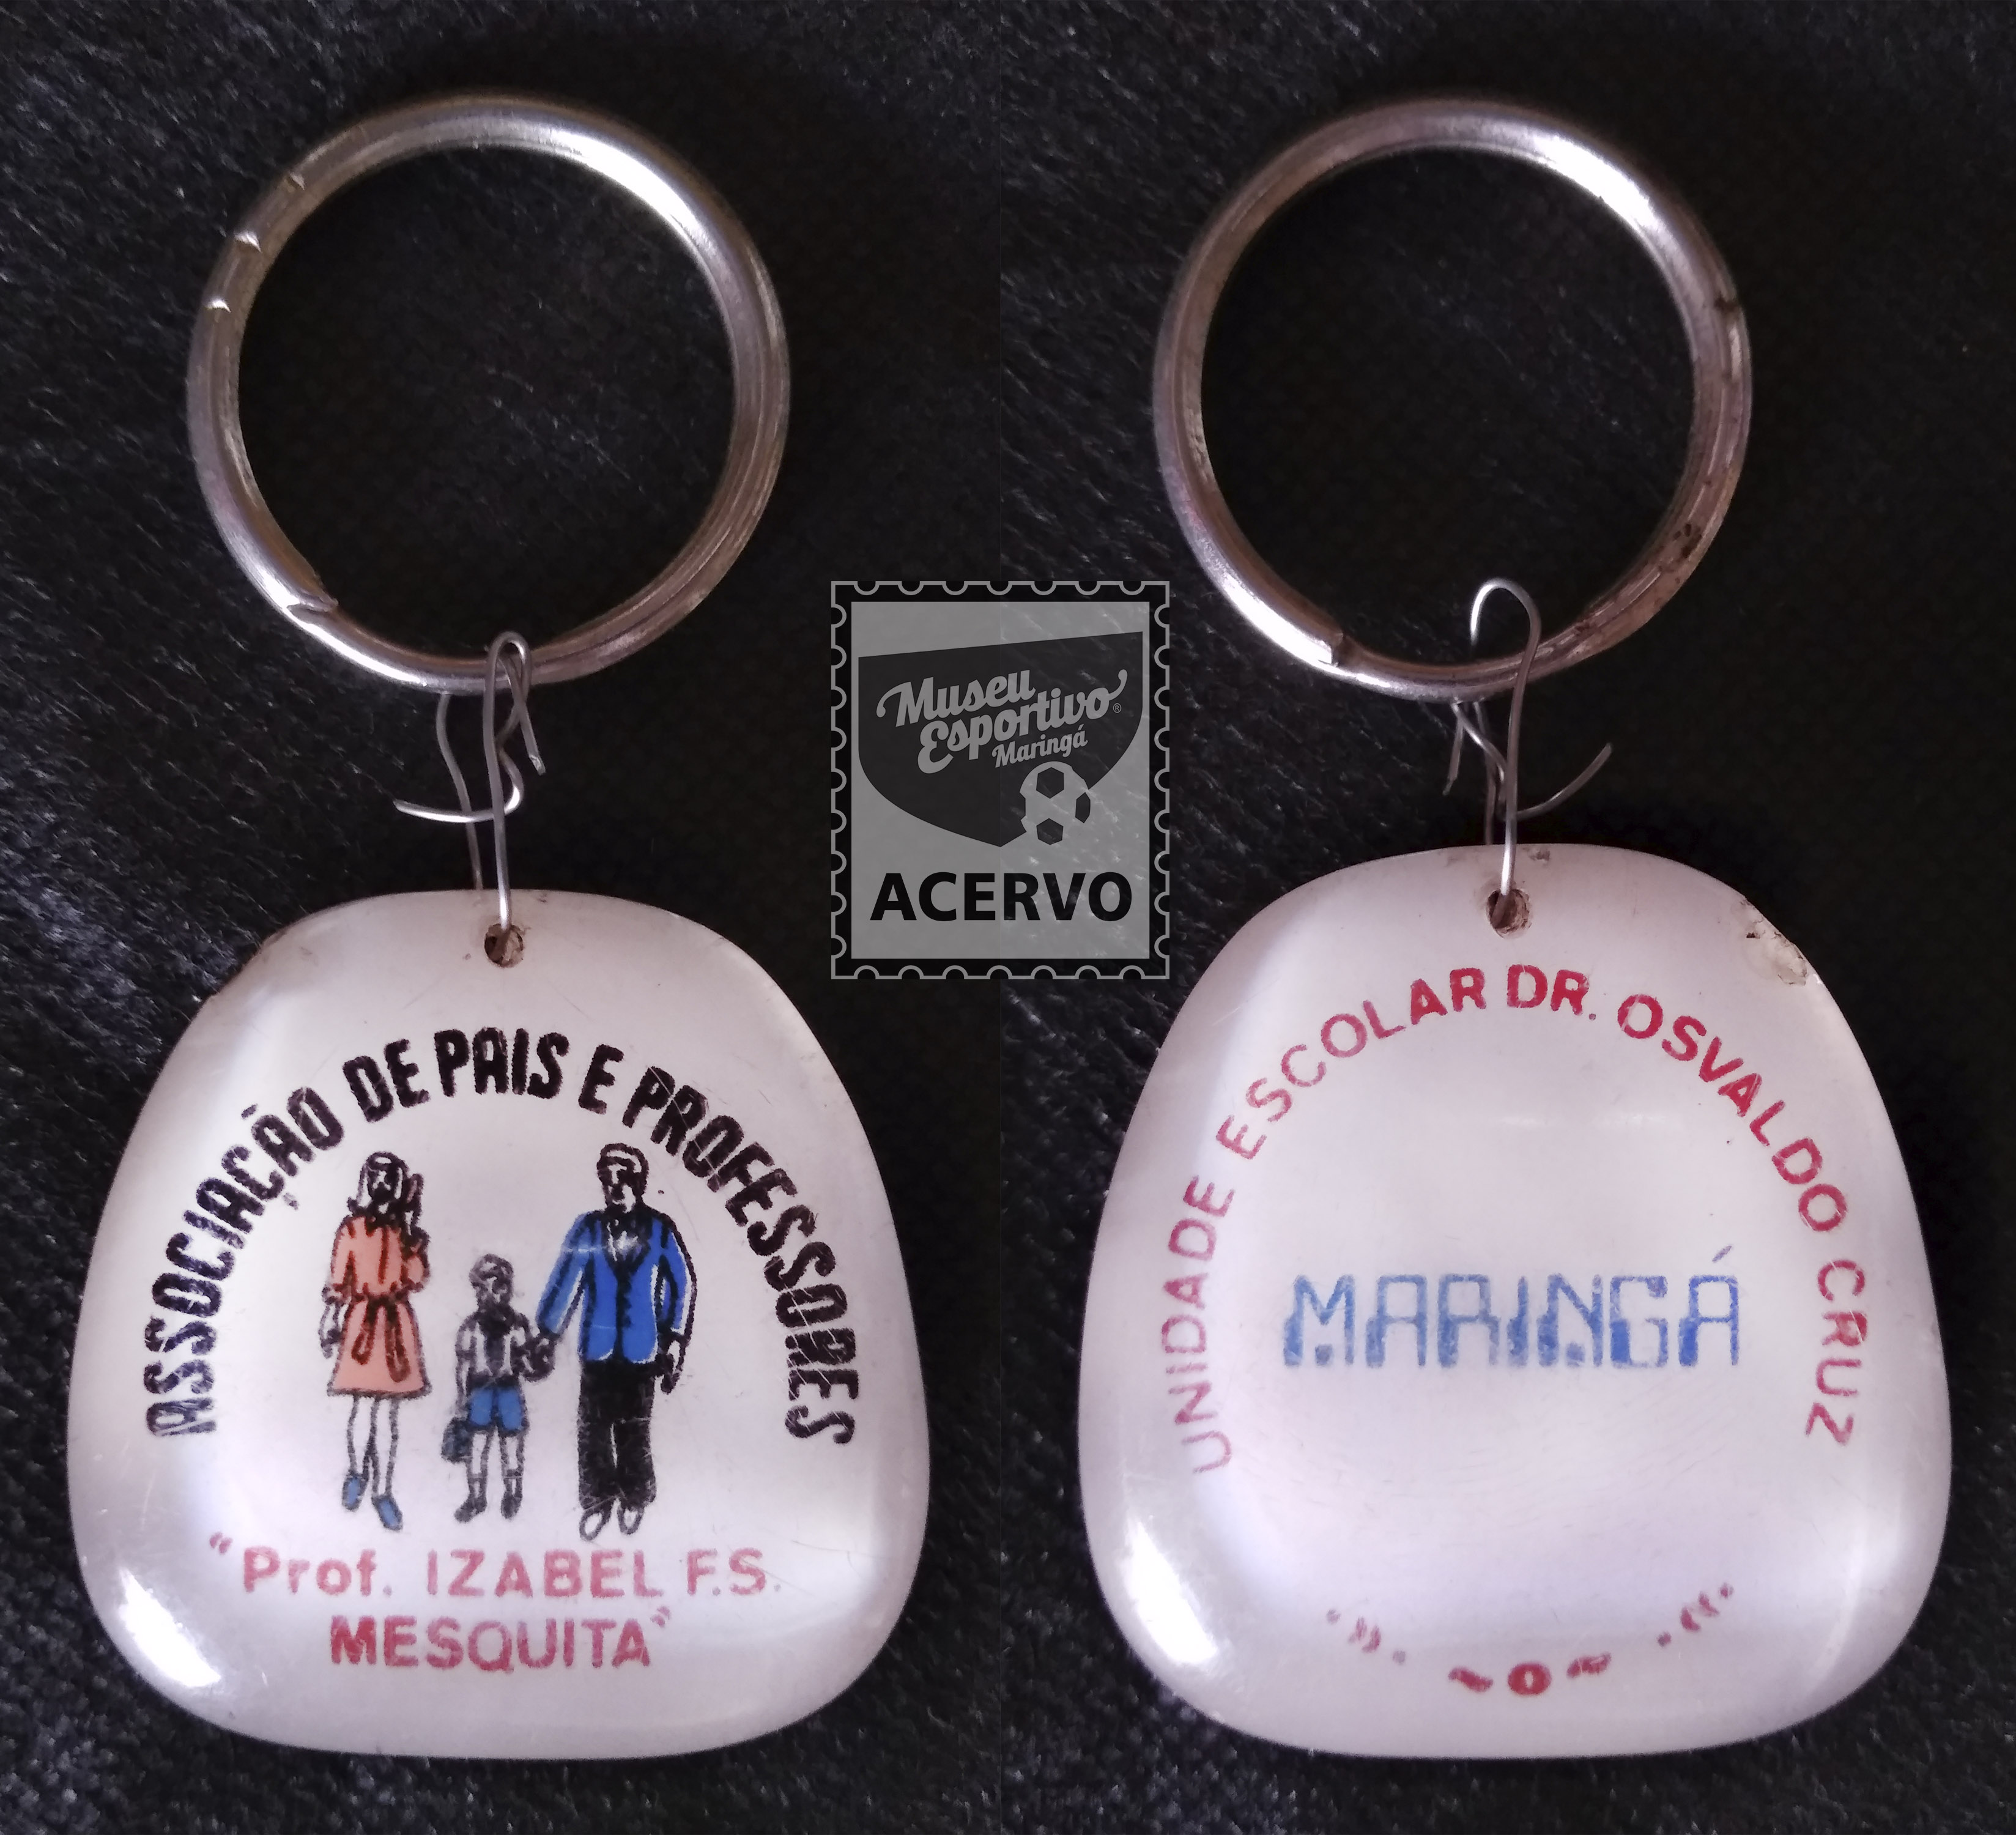 ASSOCIAÇÃO DE PAIS E PROFESSORES
“Prof. IZABEL F.S.
MESQUITA”
Museu
Esportivo®
Maringá
ACERVO
UNIDADE ESCOLAR DR. OSVALDO CRUZ
MARINGÁ